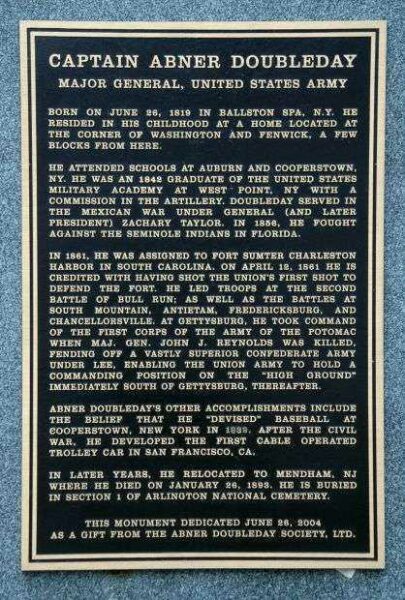 CAPTAIN ABNER DOUBLEDAY
MAJOR GENERAL, UNITED STATES ARMY
BORN ON JUNE 26, 1819 IN BALLSTON SPA, N.Y. HE
RESIDED IN HIS CHILDHOOD AT A HOME LOCATED AT
THE CORNER OF WASHINGTON AND FENWICK, A FEW
BLOCKS FROM HERE.
HE ATTENDED SCHOOLS AT AUBURN AND COOPERSTOWN,
NY. HE WAS AN 1842 GRADUATE OF THE UNITED STATES
MILITARY ACADEMY AT WEST POINT, NY WITH A
COMMISSION IN THE ARTILLERY. DOUBLEDAY SERVED IN
THE MEXICAN WAR UNDER GENERAL (AND LATER
PRESIDENT) ZACHARY TAYLOR. IN 1856, HE FOUGHT
AGAINST THE SEMINOLE INDIANS IN FLORIDA.
IN 1861, HE WAS ASSIGNED TO FORT SUMTER CHARLESTON
HARBOR IN SOUTH CAROLINA. ON APRIL 12, 1861 HE IS
CREDITED WITH HAVING SHOT THE UNION'S FIRST SHOT TO
DEFEND THE FORT. HE LED TROOPS AT THE SECOND
BATTLE OF BULL RUN; AS WELL AS THE BATTLES AT
SOUTH MOUNTAIN, ANTIETAM, FREDERICKSBURG, AND
CHANCELLORSVILLE. AT GETTYSBURG, HE TOOK COMMAND
OF THE FIRST CORPS OF THE ARMY OF THE POTOMAC
WHEN MAJ. GEN. JOHN J. REYNOLDS WAS KILLED,
FENDING OFF A VASTLY SUPERIOR CONFEDERATE ARMY
UNDER LEE, ENABLING THE UNION ARMY TO HOLD A
COMMANDING POSITION ON THE "HIGH GROUND"
IMMEDIATELY SOUTH OF GETTYSBURG, THEREAFTER.
ABNER DOUBLEDAY'S OTHER ACCOMPLISHMENTS INCLUDE
THE BELIEF THAT HE "DEVISED" BASEBALL AT
COOPERSTOWN, NEW YORK IN 1839. AFTER THE CIVIL
WAR, HE DEVELOPED THE FIRST CABLE OPERATED
TROLLEY CAR IN SAN FRANCISCO, CA.
IN LATER YEARS, HE RELOCATED TO MENDHAM, NJ
WHERE HE DIED ON JANUARY 26, 1893. HE IS BURIED
IN SECTION 1 OF ARLINGTON NATIONAL CEMETERY.
THIS MONUMENT DEDICATED JUNE 26, 2004
AS A GIFT FROM THE ABNER DOUBLEDAY SOCIETY, LTD.